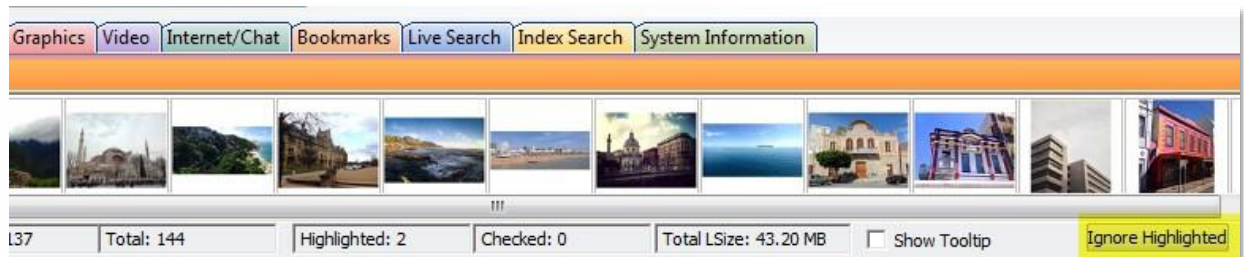 Graphics Video Internet/Chat Bookmarks Live Search Index Search System Information
137 Total: 144 Highlighted: 2 Checked: 0 Total LSize: 43.20 MB Show Tooltip Ignore Highlighted